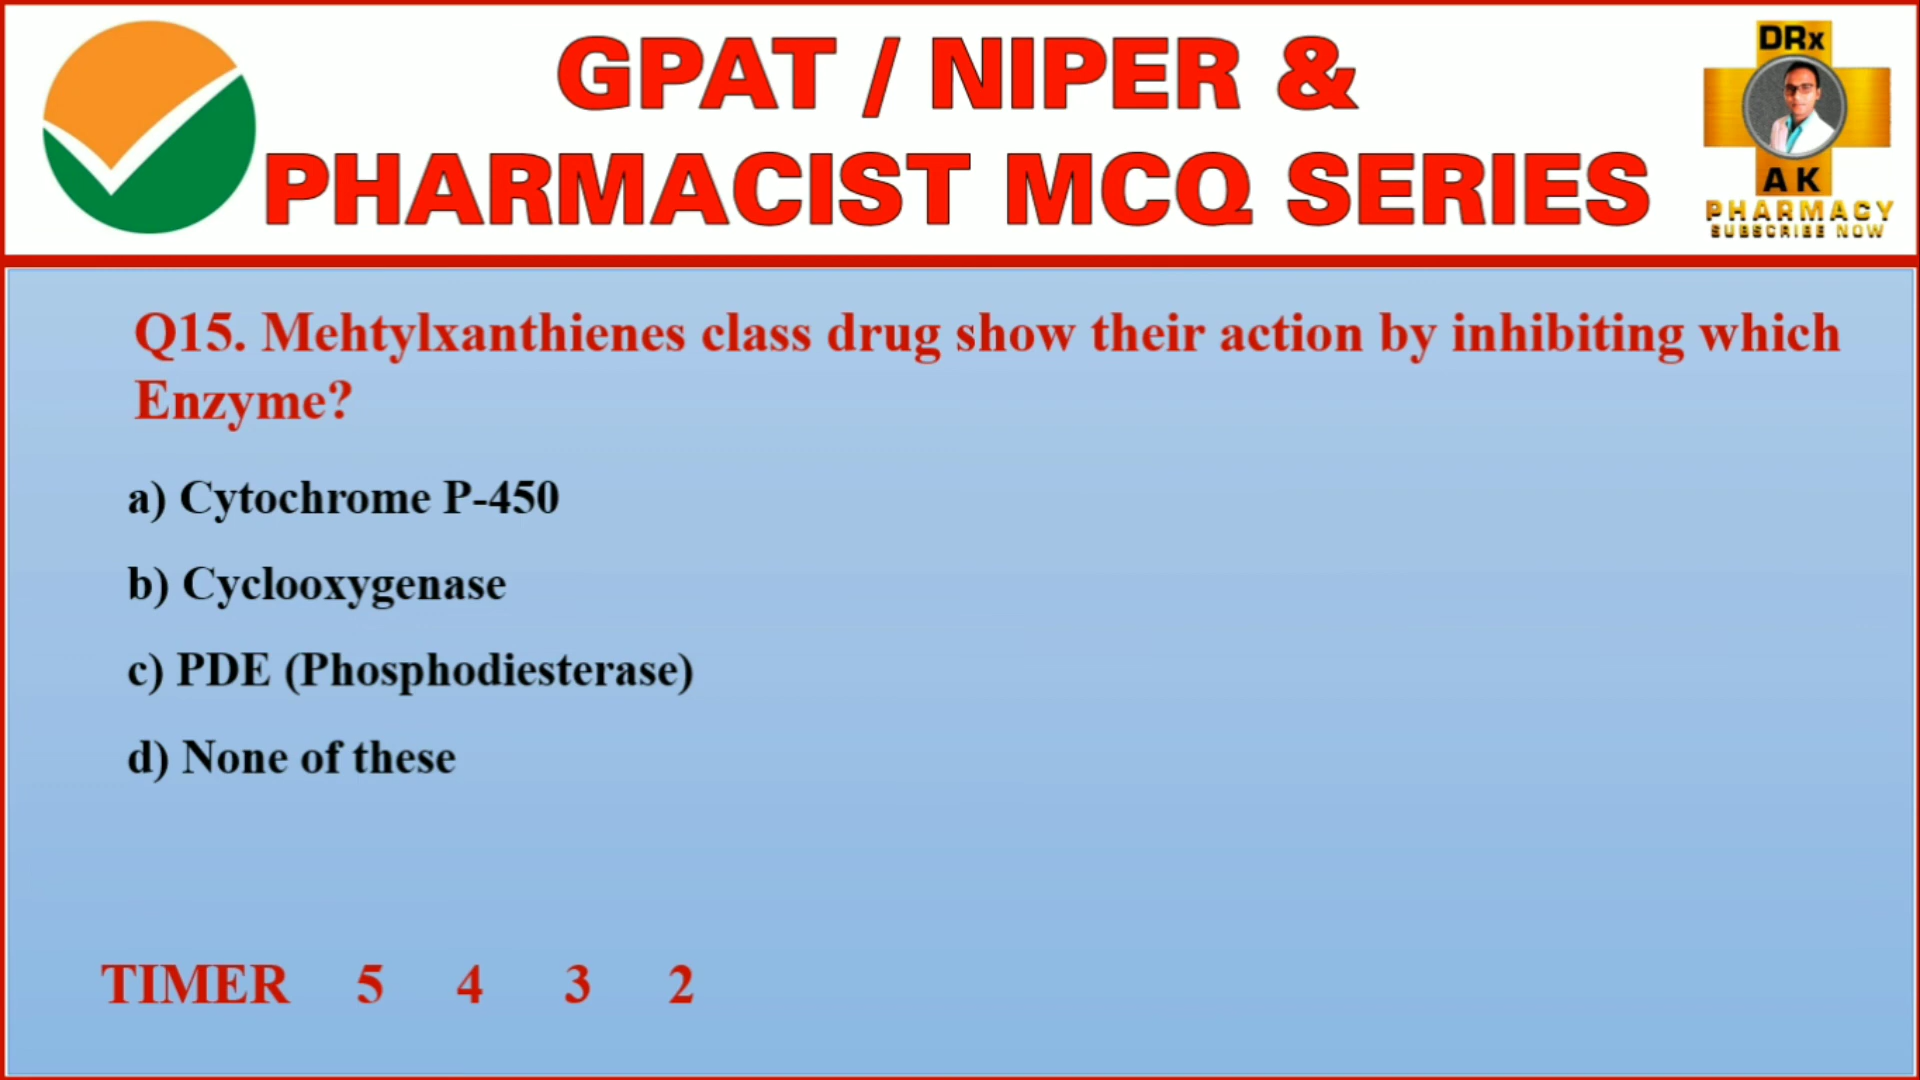 GPAT / NIPER &
PHARMACIST MCQ SERIES
DRx
AK
PHARMACY
SUBSCRIBE NOW
Q15. Mehtylxanthienes class drug show their action by inhibiting which
Enzyme?
a) Cytochrome P-450
b) Cyclooxygenase
c) PDE (Phosphodiesterase)
d) None of these
TIMER 5 4 3 2